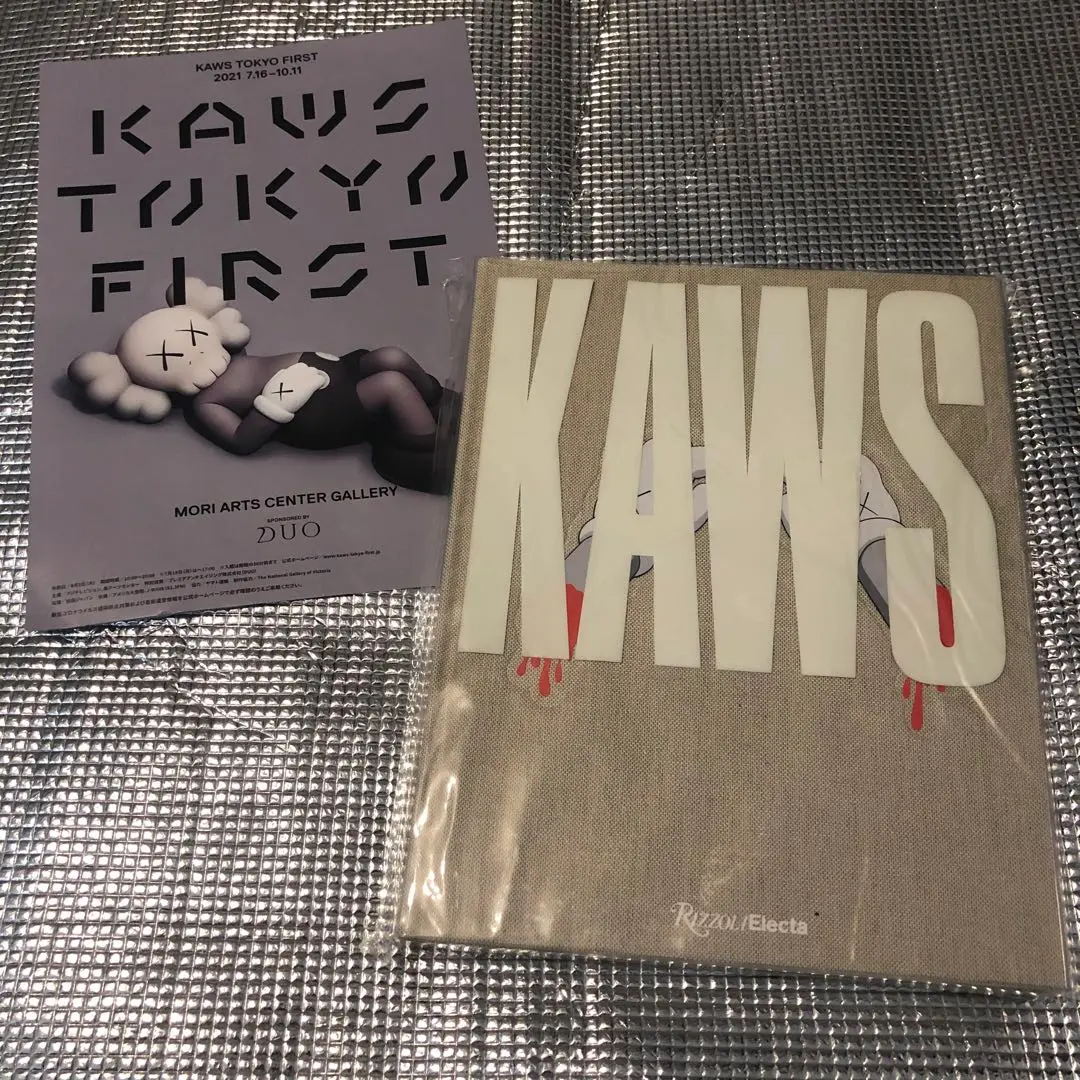 KAWS TOKYO FIRST
2021 7.16–10.11
KAWS
TOKYO
FIRST
MORI ARTS CENTER GALLERY
SPONSORED BY
DUO
KAWS
RIZZOLI/Electa